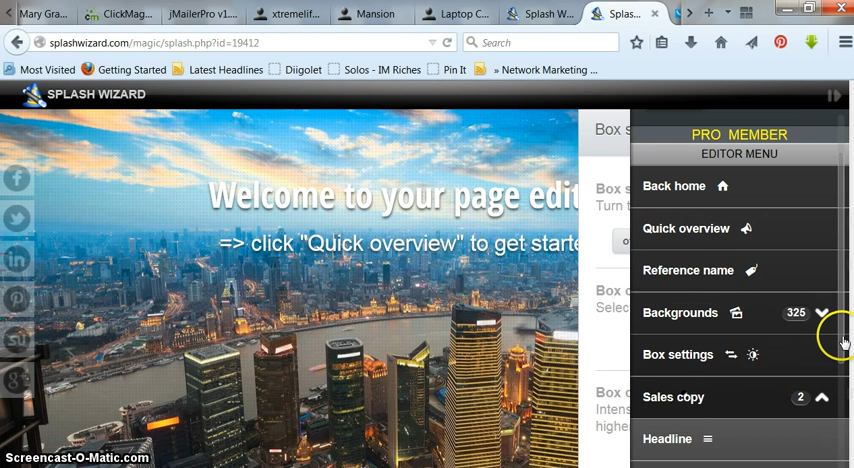 Mary Gra...
ClickMag...
jMailerPro v1...
xtremelif...
Mansion
Laptop C...
Splash W...
Splas...
splashwizard.com/magic/splash.php?id=19412
Search
Most Visited
Getting Started
Latest Headlines
Diigolet
Solos - IM Riches
Pin It
» Network Marketing ...
SPLASH WIZARD
PRO MEMBER
EDITOR MENU
Back home
Quick overview
Reference name
Backgrounds 325
Box settings
Sales copy 2
Headline
Welcome to your page edit
=> click "Quick overview" to get starte
Box s
Box s
Turn t
o
Box c
Selec
Box c
Intens
highe
Screencast-O-Matic.com